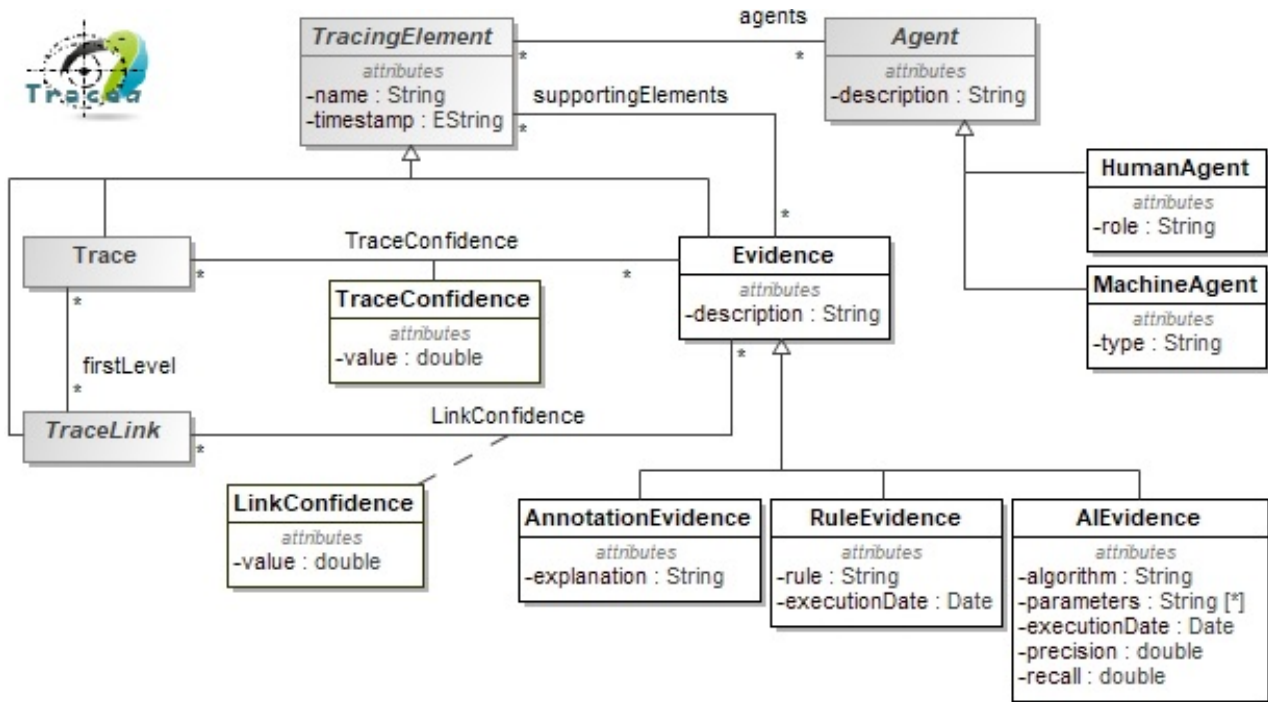 Tracea
TracingElement
attributes
-name : String
-timestamp : EString
agents
*
*
Agent
attributes
-description : String
supportingElements
*
*
HumanAgent
attributes
-role : String
MachineAgent
attributes
-type : String
Trace
*
*
TraceConfidence
*
TraceConfidence
attributes
-value : double
Evidence
attributes
-description : String
*
firstLevel
*
TraceLink
*
LinkConfidence
LinkConfidence
attributes
-value : double
AnnotationEvidence
attributes
-explanation : String
RuleEvidence
attributes
-rule : String
-executionDate : Date
AIEvidence
attributes
-algorithm : String
-parameters : String [*]
-executionDate : Date
-precision : double
-recall : double